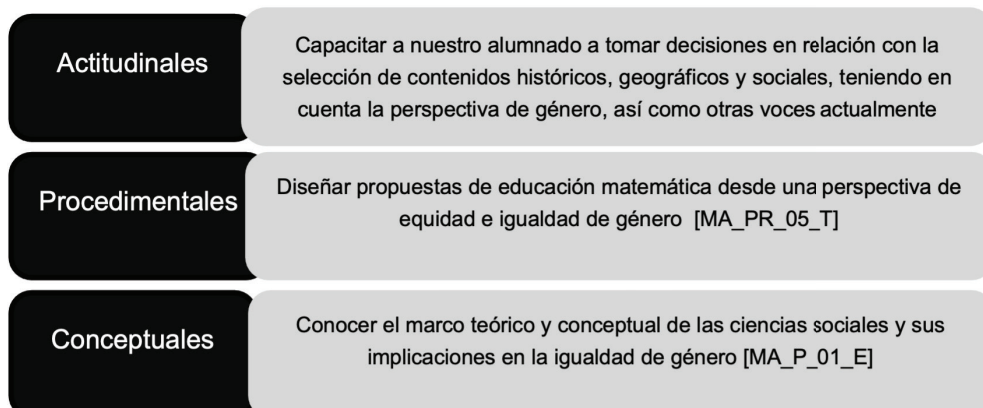 Actitudinales
Capacitar a nuestro alumnado a tomar decisiones en relación con la
selección de contenidos históricos, geográficos y sociales, teniendo en
cuenta la perspectiva de género, así como otras voces actualmente
Procedimentales
Diseñar propuestas de educación matemática desde una perspectiva de
equidad e igualdad de género [MA_PR_05_T]
Conceptuales
Conocer el marco teórico y conceptual de las ciencias sociales y sus
implicaciones en la igualdad de género [MA_P_01_E]